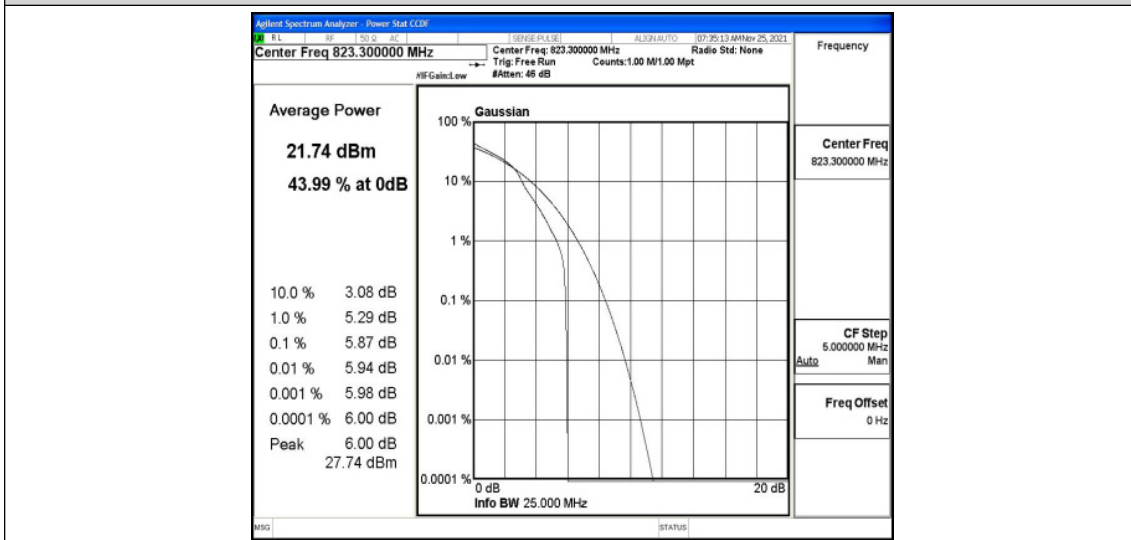 Agilent Spectrum Analyzer - Power Stat CCDF
RL RF 50 Ω AC SENSE:PULSE ALIGN AUTO 07:35:13 AM Nov 25, 2021
Center Freq 823.300000 MHz
Center Freq: 823.300000 MHz Radio Std: None
Trig: Free Run Counts:1.00 M/1.00 Mpt
#IFGain:Low #Atten: 46 dB
Frequency
Average Power
21.74 dBm
43.99 % at 0dB
10.0 % 3.08 dB
1.0 % 5.29 dB
0.1 % 5.87 dB
0.01 % 5.94 dB
0.001 % 5.98 dB
0.0001 % 6.00 dB
Peak 6.00 dB
27.74 dBm
Gaussian
100 %
10 %
1 %
0.1 %
0.01 %
0.001 %
0.0001 %
0 dB 20 dB
Info BW 25.000 MHz
Center Freq
823.300000 MHz
CF Step
5.000000 MHz
Auto Man
Freq Offset
0 Hz
MSG STATUS